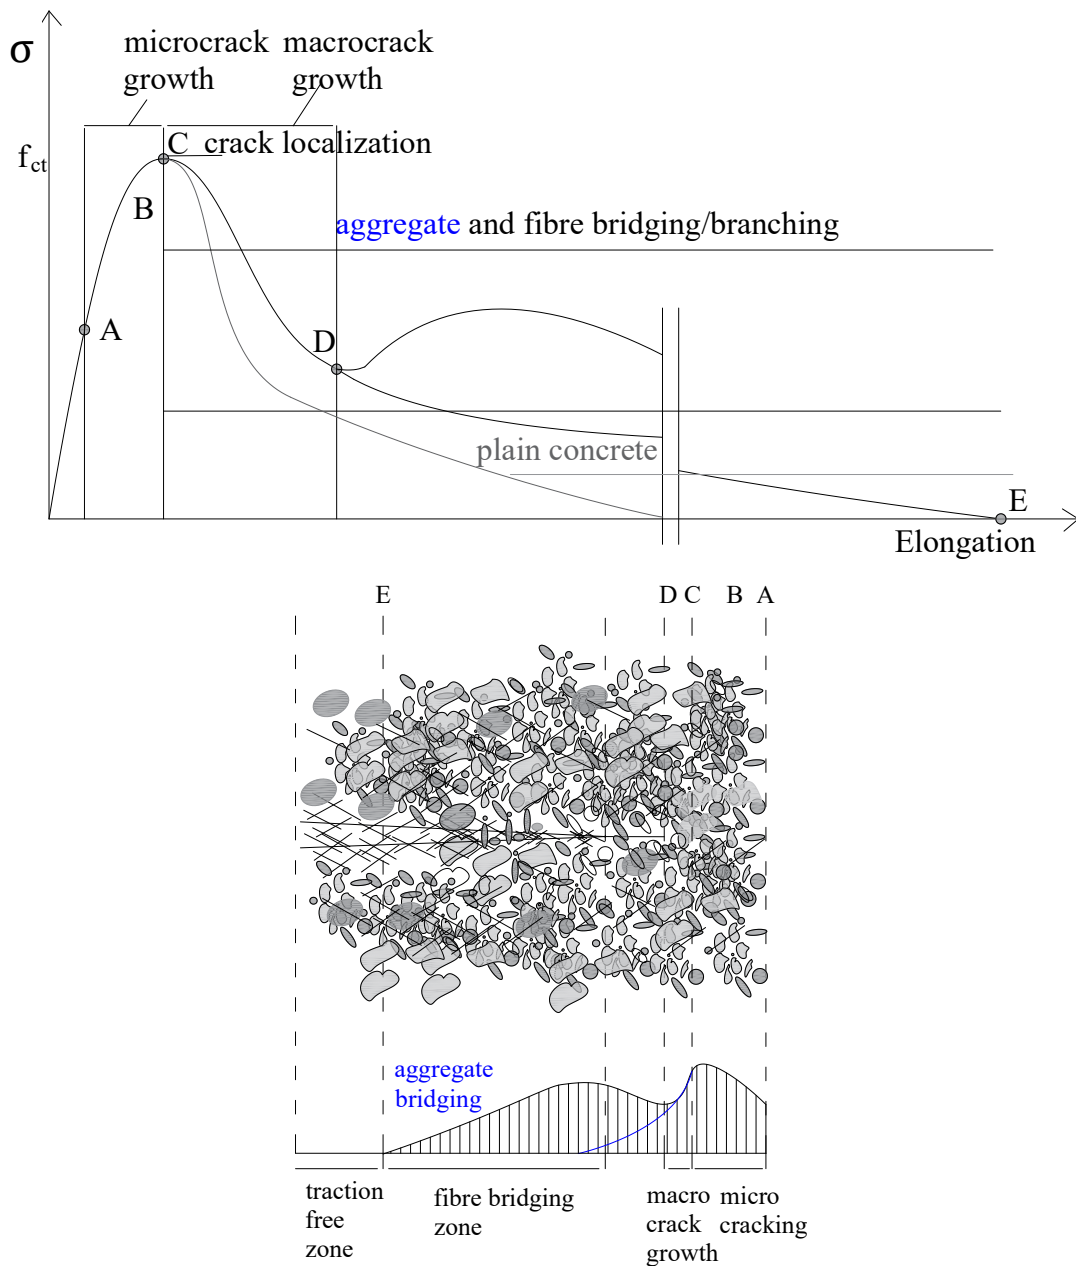 σ
microcrack macrocrack
growth growth
C crack localization
f_ct
B
aggregate and fibre bridging/branching
A
D
plain concrete
E
Elongation
E D C B A
aggregate
bridging
traction
free
zone
fibre bridging
zone
macro
crack
growth
micro
cracking